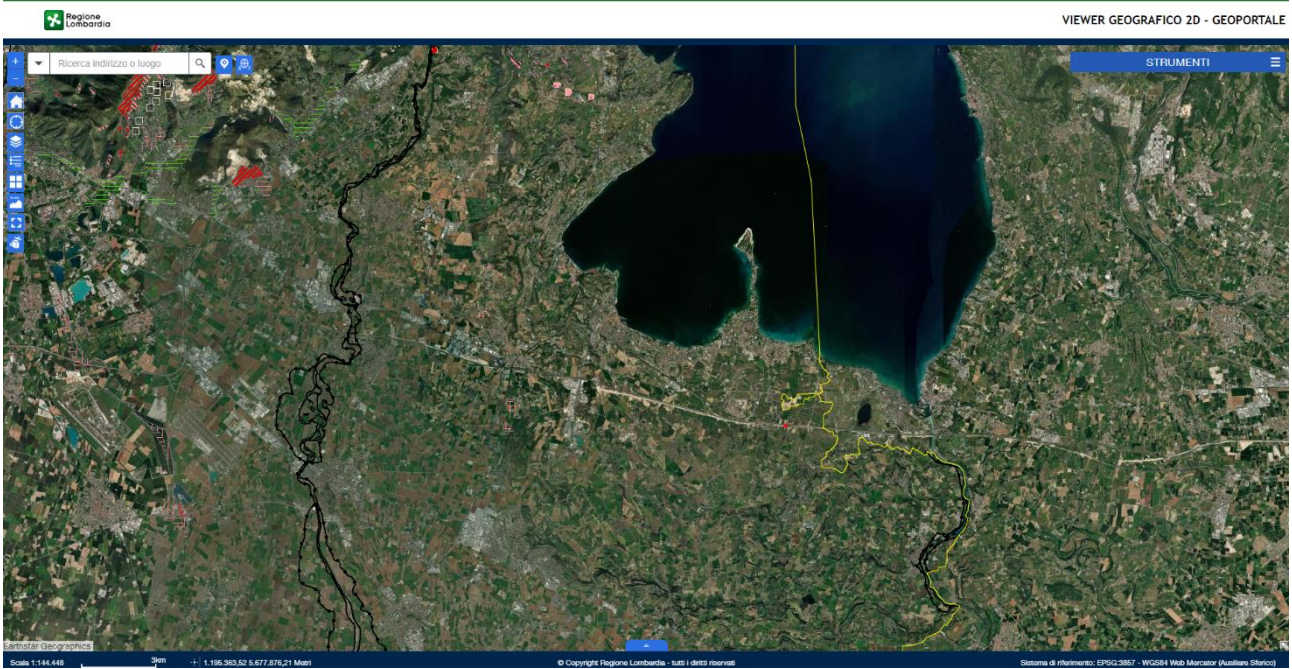 Regione
Lombardia
VIEWER GEOGRAFICO 2D - GEOPORTALE
Ricerca indirizzo o luogo
STRUMENTI
Earthstar Geographics
Scala 1:144.448
3km
1.195.363,52 5.677.876,21 Metri
© Copyright Regione Lombardia - tutti i diritti riservati
Sistema di riferimento: EPSG:3857 - WGS84 Web Mercator (Ausiliare Sferico)